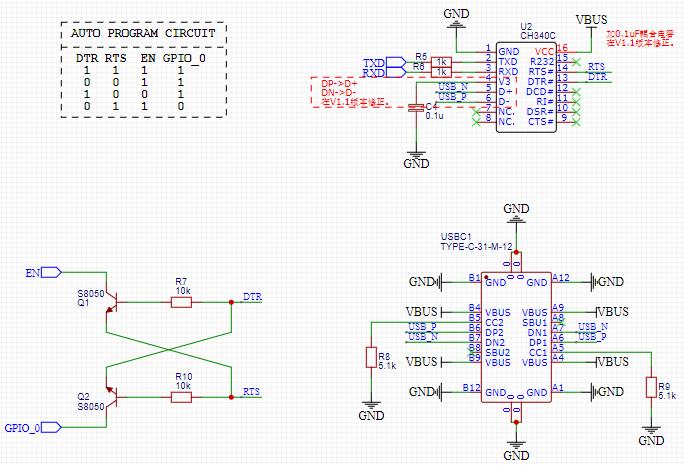 AUTO PROGRAM CIRCUIT
DTR RTS EN GPIO_0
1 1 1 1
0 0 1 1
1 0 0 1
0 1 1 0
GND
U2
CH340C
VBUS
加0.1uF耦合电容
在V1.1版本修正。
TXD
RXD
R5
1k
R6
1k
1 GND VCC 16
2 TXD R232 15
3 RXD RTS# 14 RTS
4 V3 DTR# 13 DTR
5 D+ DCD# 12
6 D- RI# 11
7 NC. DSR# 10
8 NC. CTS# 9
DP->D+
DN->D-
在V1.1版本修正。
USB_N
USB_P
C4
0.1u
GND
GND
USBC1
TYPE-C-31-M-12
0 0
GND B1 GND GND A12 GND
VBUS B4 VBUS VBUS A9 VBUS
B5 CC2 SBU1 A8
USB_P B6 DP2 DN1 A7 USB_N
USB_N B7 DN2 DP1 A6 USB_P
B8 SBU2 CC1 A5
VBUS B9 VBUS VBUS A4 VBUS
GND B12 GND GND A1 GND
0 0
GND
R8
5.1k
GND
R9
5.1k
GND
EN
S8050
Q1
R7
10k
DTR
Q2
S8050
R10
10k
RTS
GPIO_0